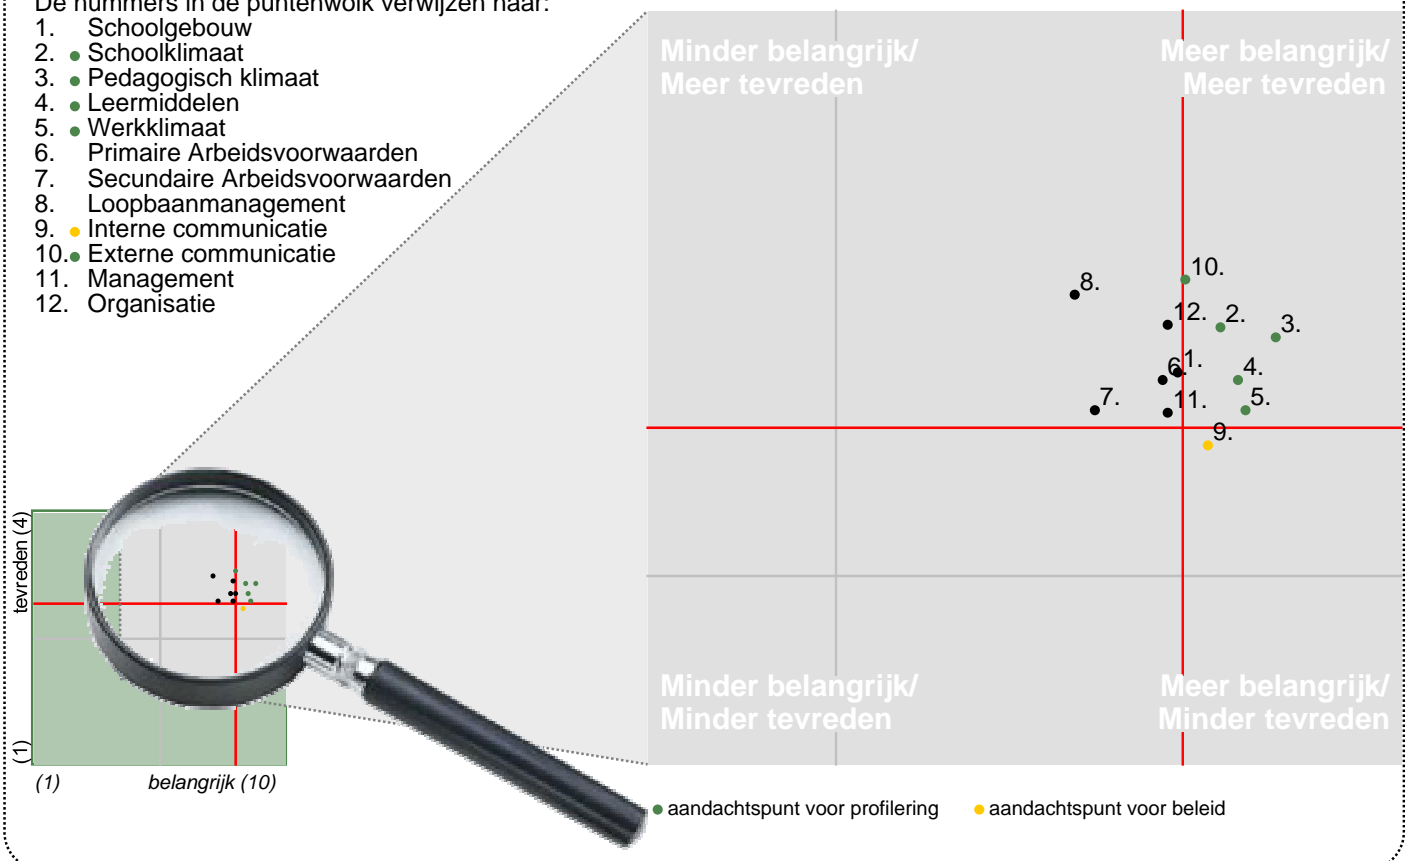 De nummers in de puntenwolk verwijzen naar:
1. Schoolgebouw
2. Schoolklimaat
3. Pedagogisch klimaat
4. Leermiddelen
5. Werkklimaat
6. Primaire Arbeidsvoorwaarden
7. Secundaire Arbeidsvoorwaarden
8. Loopbaanmanagement
9. Interne communicatie
10. Externe communicatie
11. Management
12. Organisatie
Minder belangrijk/
Meer tevreden
Meer belangrijk/
Meer tevreden
10.
8.
12.
2.
3.
1.
6.
4.
7.
11.
5.
9.
Minder belangrijk/
Minder tevreden
Meer belangrijk/
Minder tevreden
tevreden (4)
(1)
(1)
belangrijk (10)
aandachtspunt voor profilering
aandachtspunt voor beleid